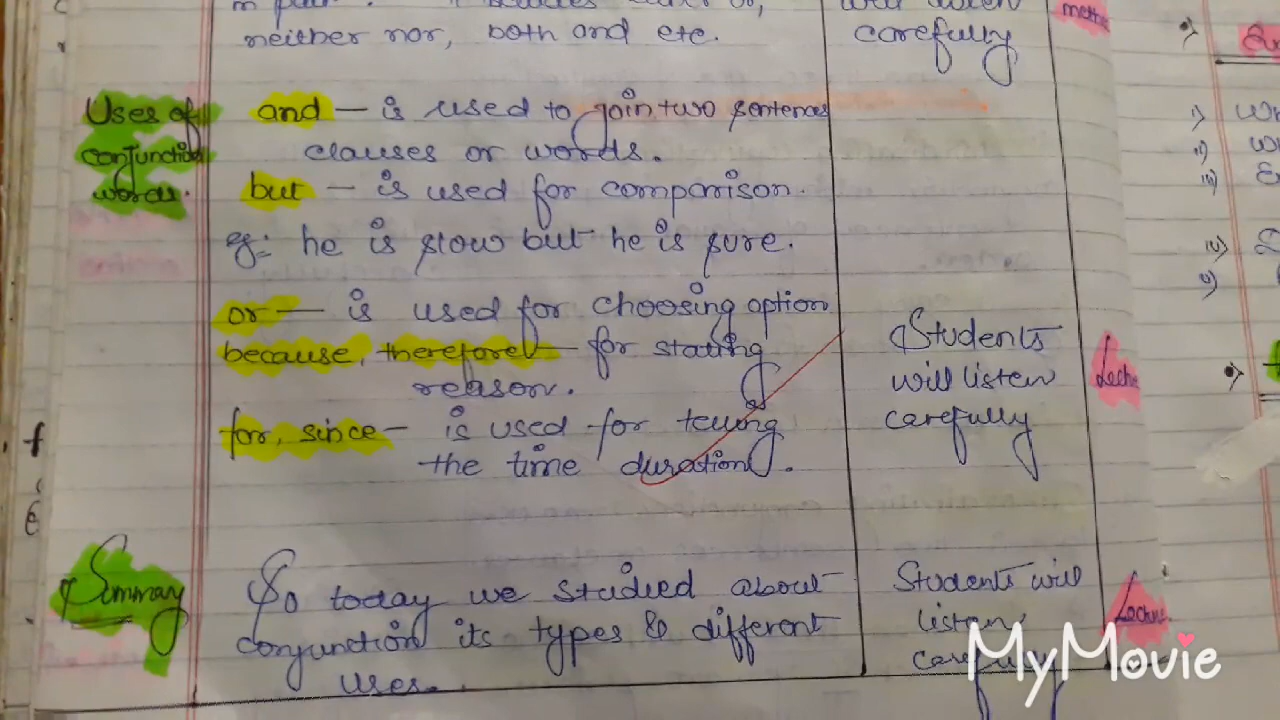 neither nor, both and etc.
carefully
Uses of
conjunction
words.
and — is used to join two sentences
clauses or words.
but — is used for comparison.
eg:- he is slow but he is sure.
or — is used for choosing option
because, therefore — for stating
reason.
for, since — is used for telling
the time duration.
Students
will listen
carefully
Summary
So today we studied about
conjunction its types & different
uses.
Students will
listen
carefully
MyMovie